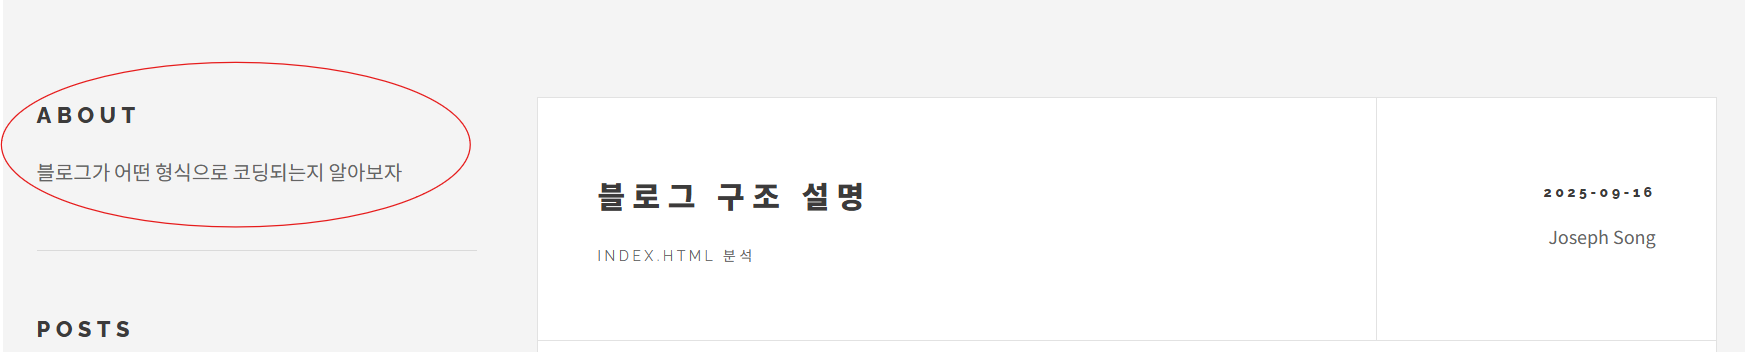 ABOUT
블로그가 어떤 형식으로 코딩되는지 알아보자
POSTS
블로그 구조 설명
INDEX.HTML 분석
2025-09-16
Joseph Song